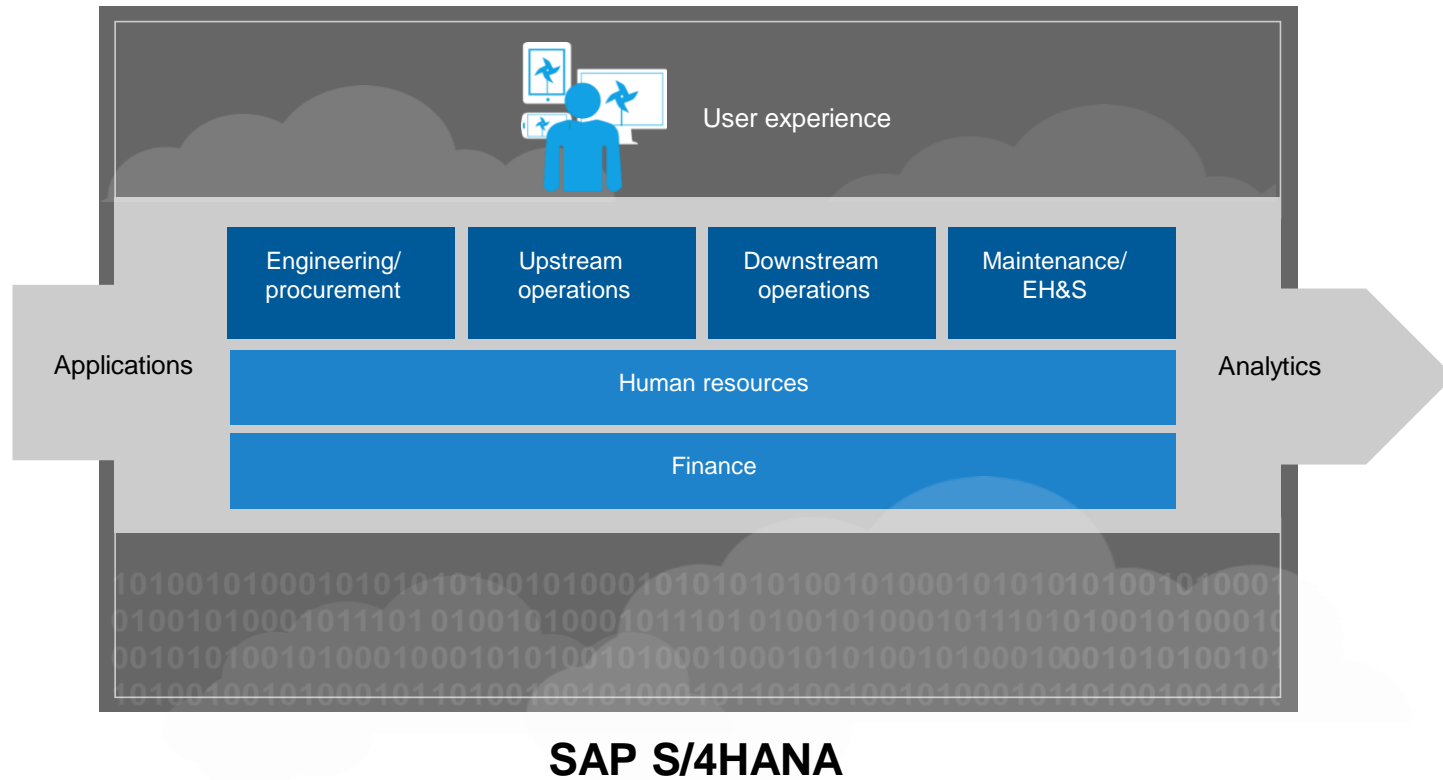 User experience
Engineering/
procurement
Upstream
operations
Downstream
operations
Maintenance/
EH&S
Applications
Human resources
Analytics
Finance
SAP S/4HANA